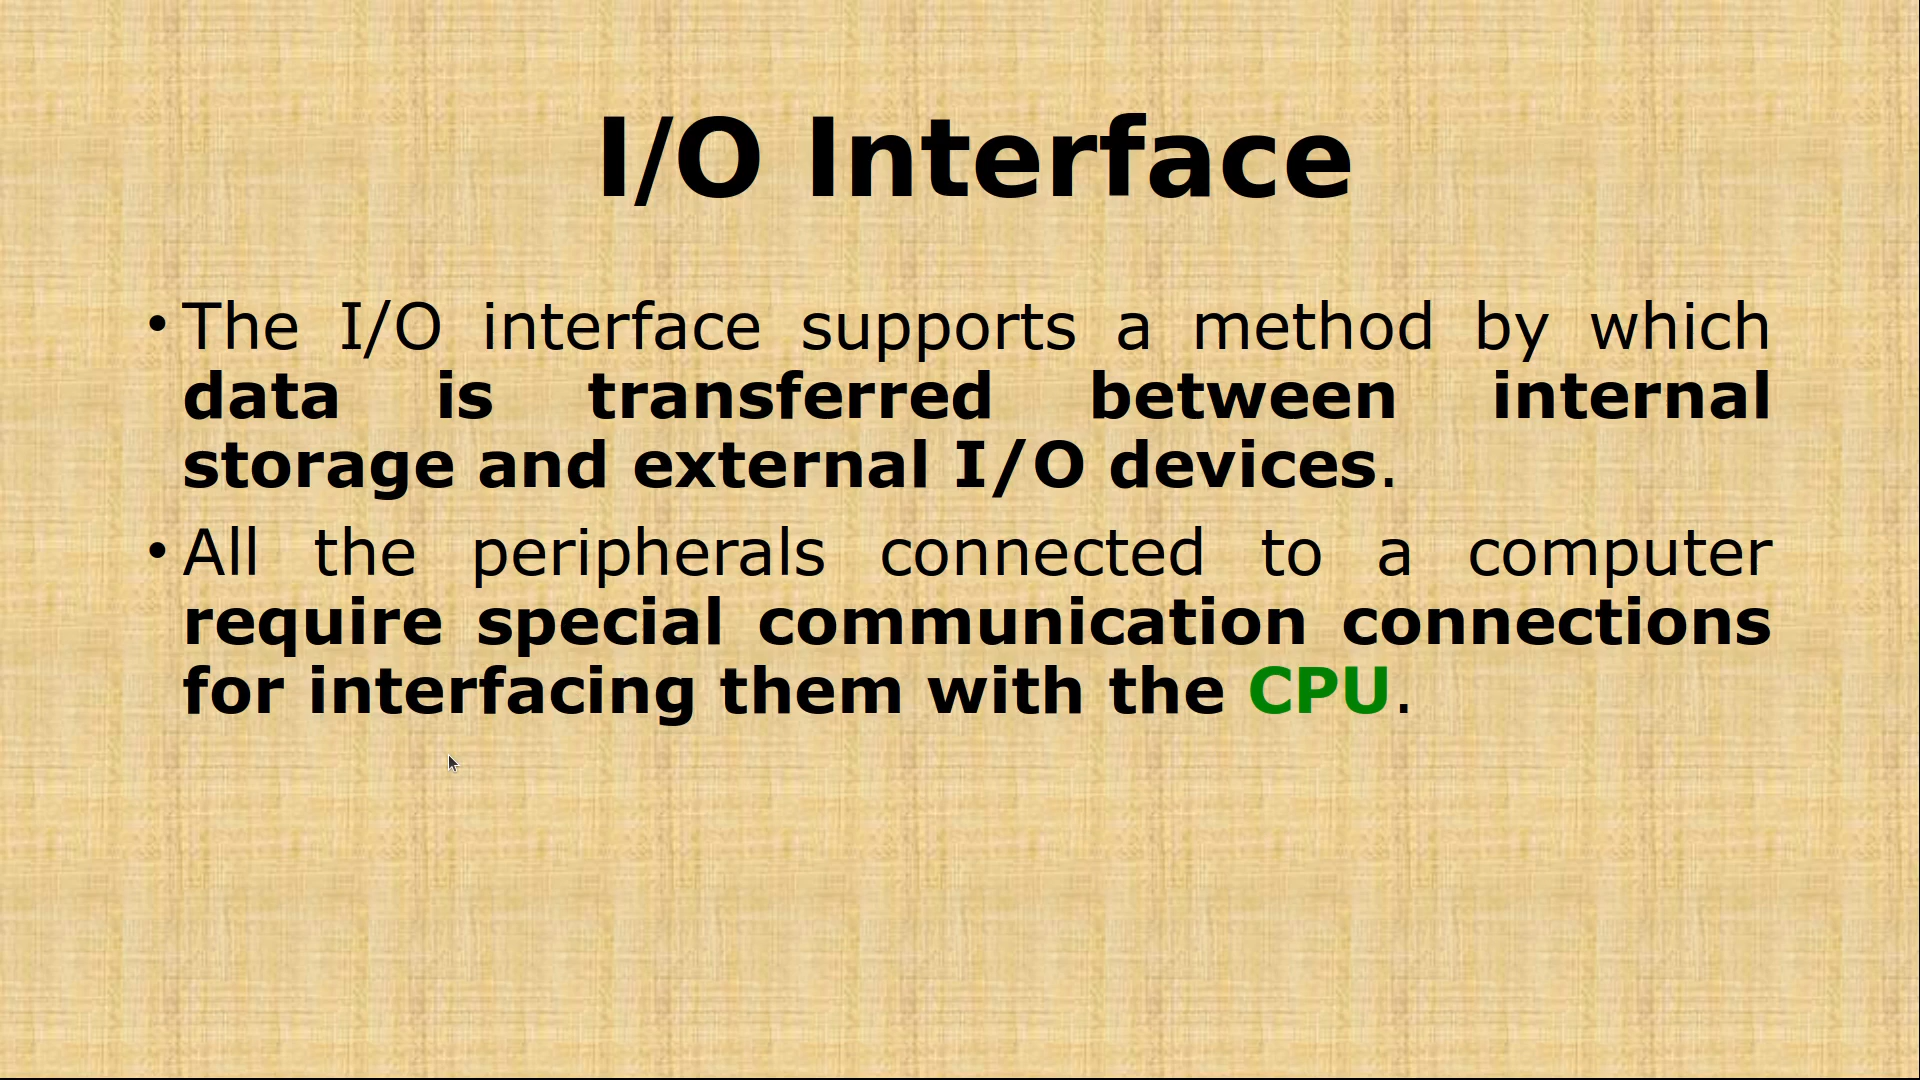 I/O Interface
• The I/O interface supports a method by which
data is transferred between internal
storage and external I/O devices.
• All the peripherals connected to a computer
require special communication connections
for interfacing them with the CPU.